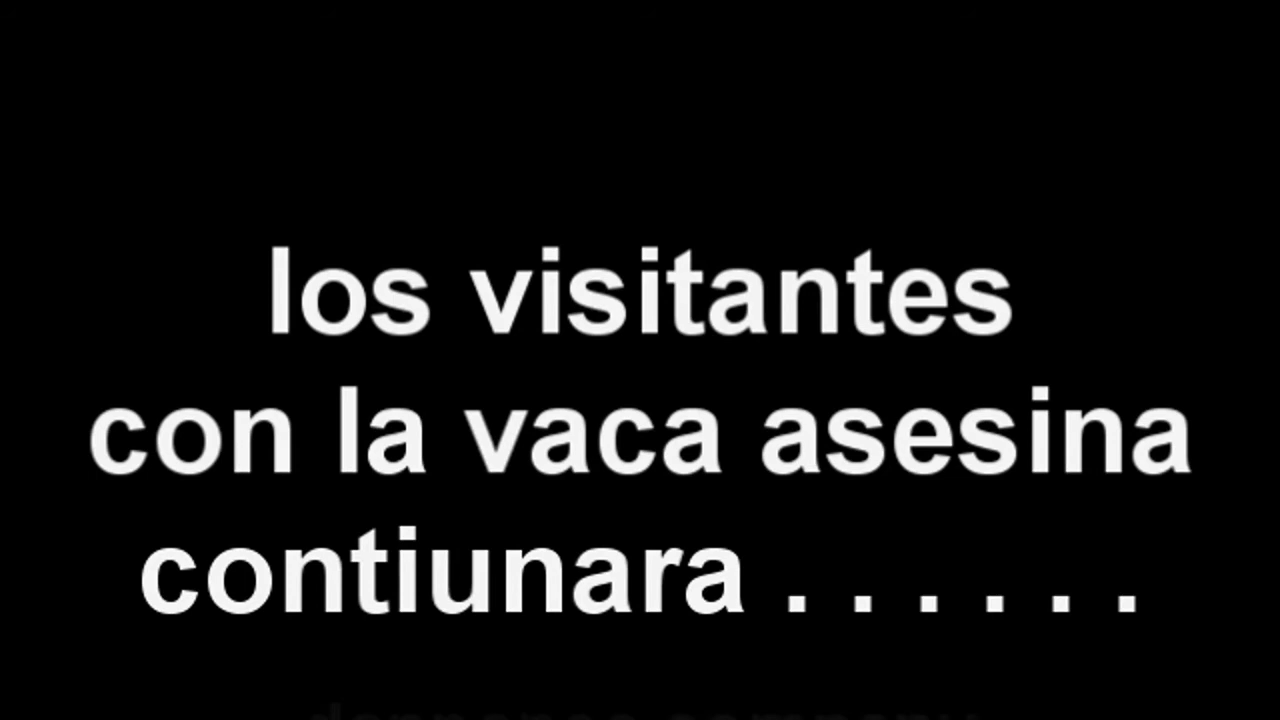 los visitantes
con la vaca asesina
contiunara . . . . . .